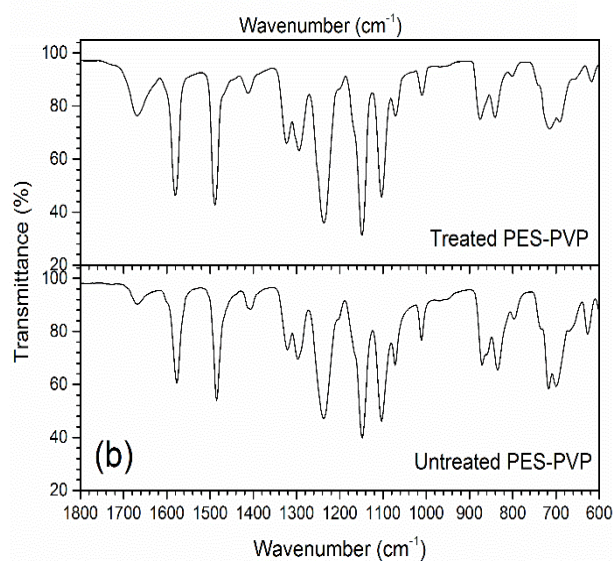 Wavenumber (cm⁻¹)
100
80
60
40
20
Treated PES-PVP
Transmittance (%)
100
80
60
40
20
(b)
Untreated PES-PVP
1800 1700 1600 1500 1400 1300 1200 1100 1000 900 800 700 600
Wavenumber (cm⁻¹)